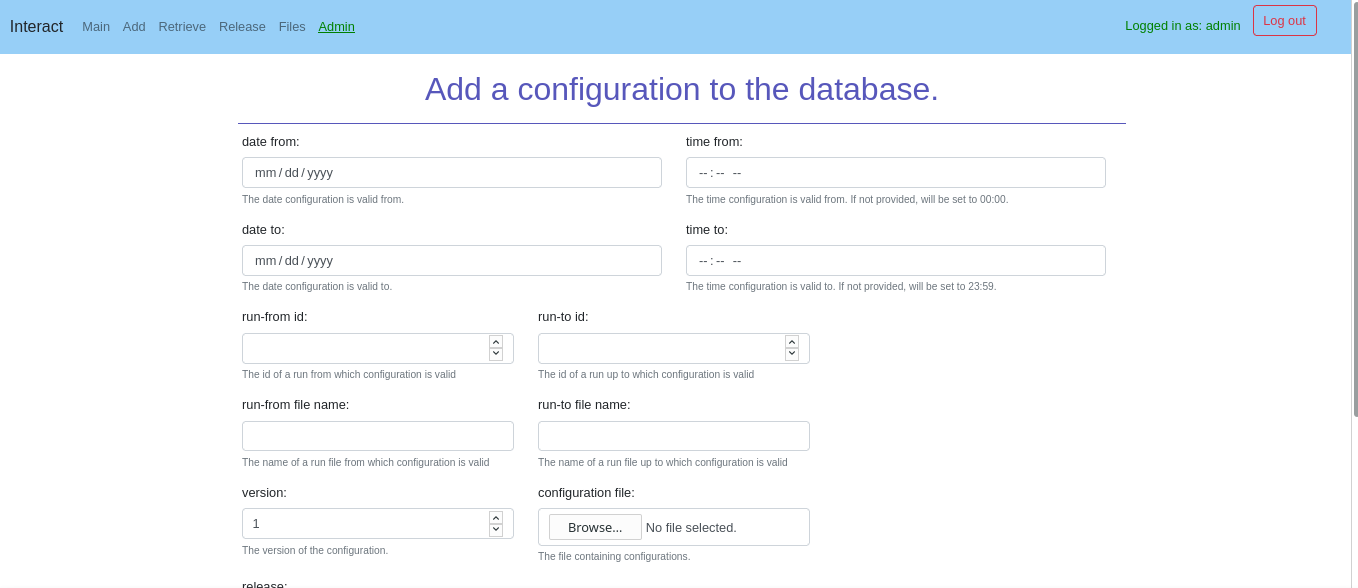 Interact Main Add Retrieve Release Files Admin Logged in as: admin Log out
Add a configuration to the database.
date from: time from:
mm / dd / yyyy -- : -- --
The date configuration is valid from. The time configuration is valid from. If not provided, will be set to 00:00.
date to: time to:
mm / dd / yyyy -- : -- --
The date configuration is valid to. The time configuration is valid to. If not provided, will be set to 23:59.
run-from id: run-to id:
The id of a run from which configuration is valid The id of a run up to which configuration is valid
run-from file name: run-to file name:
The name of a run file from which configuration is valid The name of a run file up to which configuration is valid
version: configuration file:
1 Browse... No file selected.
The version of the configuration. The file containing configurations.
release: